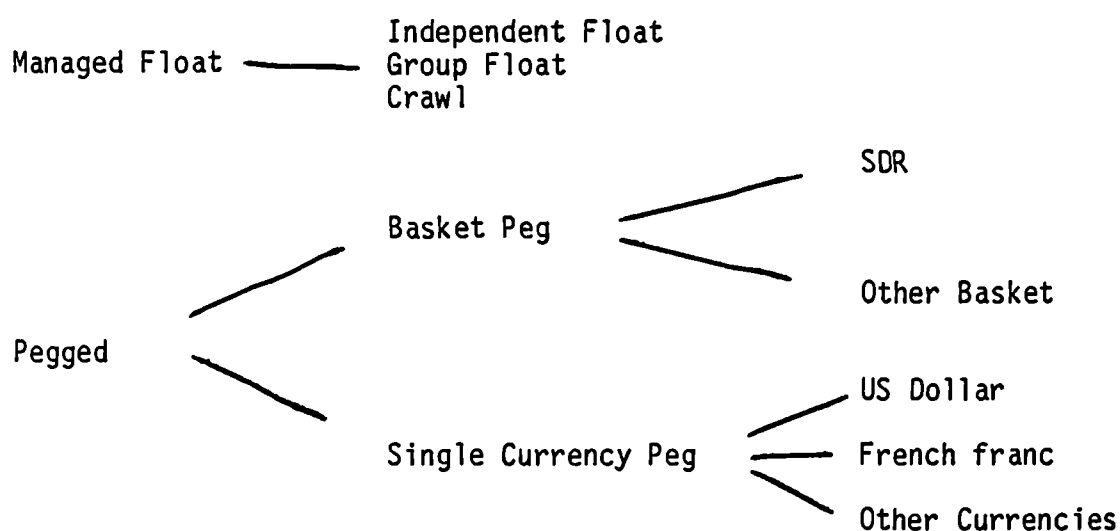 Independent Float
Managed Float
Group Float
Crawl
SDR
Basket Peg
Other Basket
Pegged
US Dollar
Single Currency Peg
French franc
Other Currencies